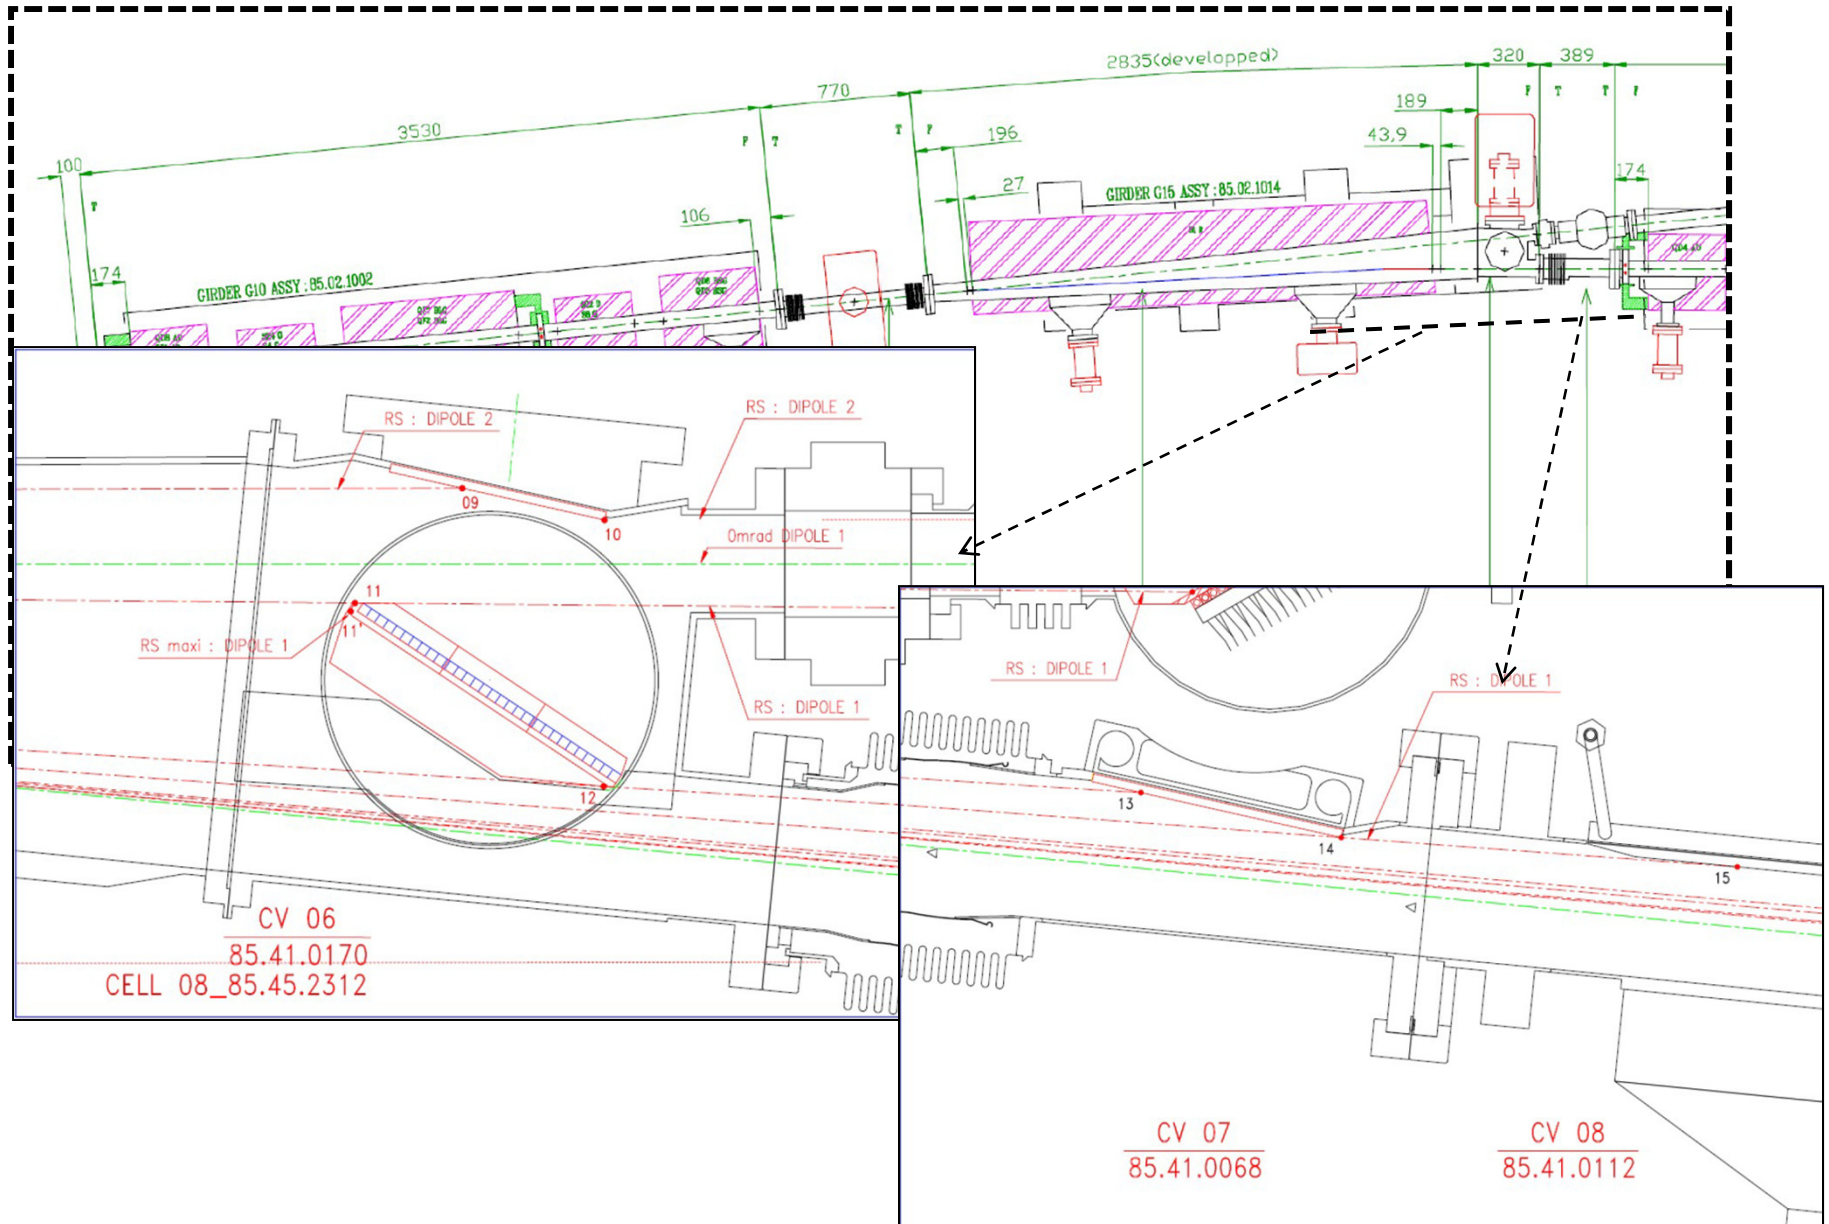 2835(developped)
320
389
770
F
T
T
F
3530
189
43,9
F
T
T
F
196
100
174
27
GIRDER G15 ASSY : 85.02.1014
T
106
174
GIRDER G10 ASSY : 85.02.1002
RS : DIPOLE 2
RS : DIPOLE 2
09
10
0mrad DIPOLE 1
11
11'
RS maxi : DIPOLE 1
RS : DIPOLE 1
12
CV 06
85.41.0170
CELL 08_85.45.2312
RS : DIPOLE 1
RS : DIPOLE 1
13
14
15
CV 07
85.41.0068
CV 08
85.41.0112